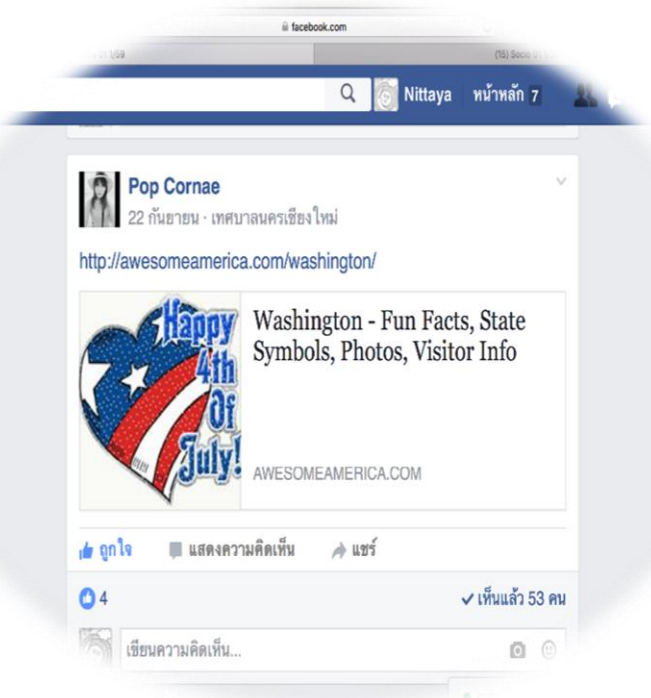 facebook.com
Nittaya หน้าหลัก 7
Pop Cornae
22 กันยายน · เทศบาลนครเชียงใหม่
http://awesomeamerica.com/washington/
Happy
4th
Of
July!
Washington - Fun Facts, State
Symbols, Photos, Visitor Info
AWESOMEAMERICA.COM
ถูกใจ แสดงความคิดเห็น แชร์
4 เห็นแล้ว 53 คน
เขียนความคิดเห็น...